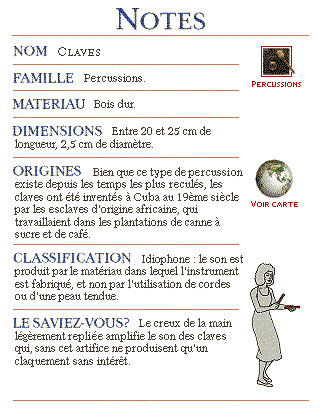 NOTES
NOM Claves
PERCUSSIONS
FAMILLE Percussions.
MATERIAU Bois dur.
DIMENSIONS Entre 20 et 25 cm de
longueur, 2,5 cm de diamètre.
ORIGINES Bien que ce type de percussion
existe depuis les temps les plus reculés, les
claves ont été inventés à Cuba au 19ème siècle
par les esclaves d'origine africaine, qui
travaillaient dans les plantations de canne à
sucre et de café.
VOIR CARTE
CLASSIFICATION Idiophone : le son est
produit par le matériau dans lequel l'instrument
est fabriqué, et non par l'utilisation de cordes
ou d'une peau tendue.
LE SAVIEZ-VOUS? Le creux de la main
légèrement repliée amplifie le son des claves
qui, sans cet artifice ne produisent qu'un
claquement sans intérêt.